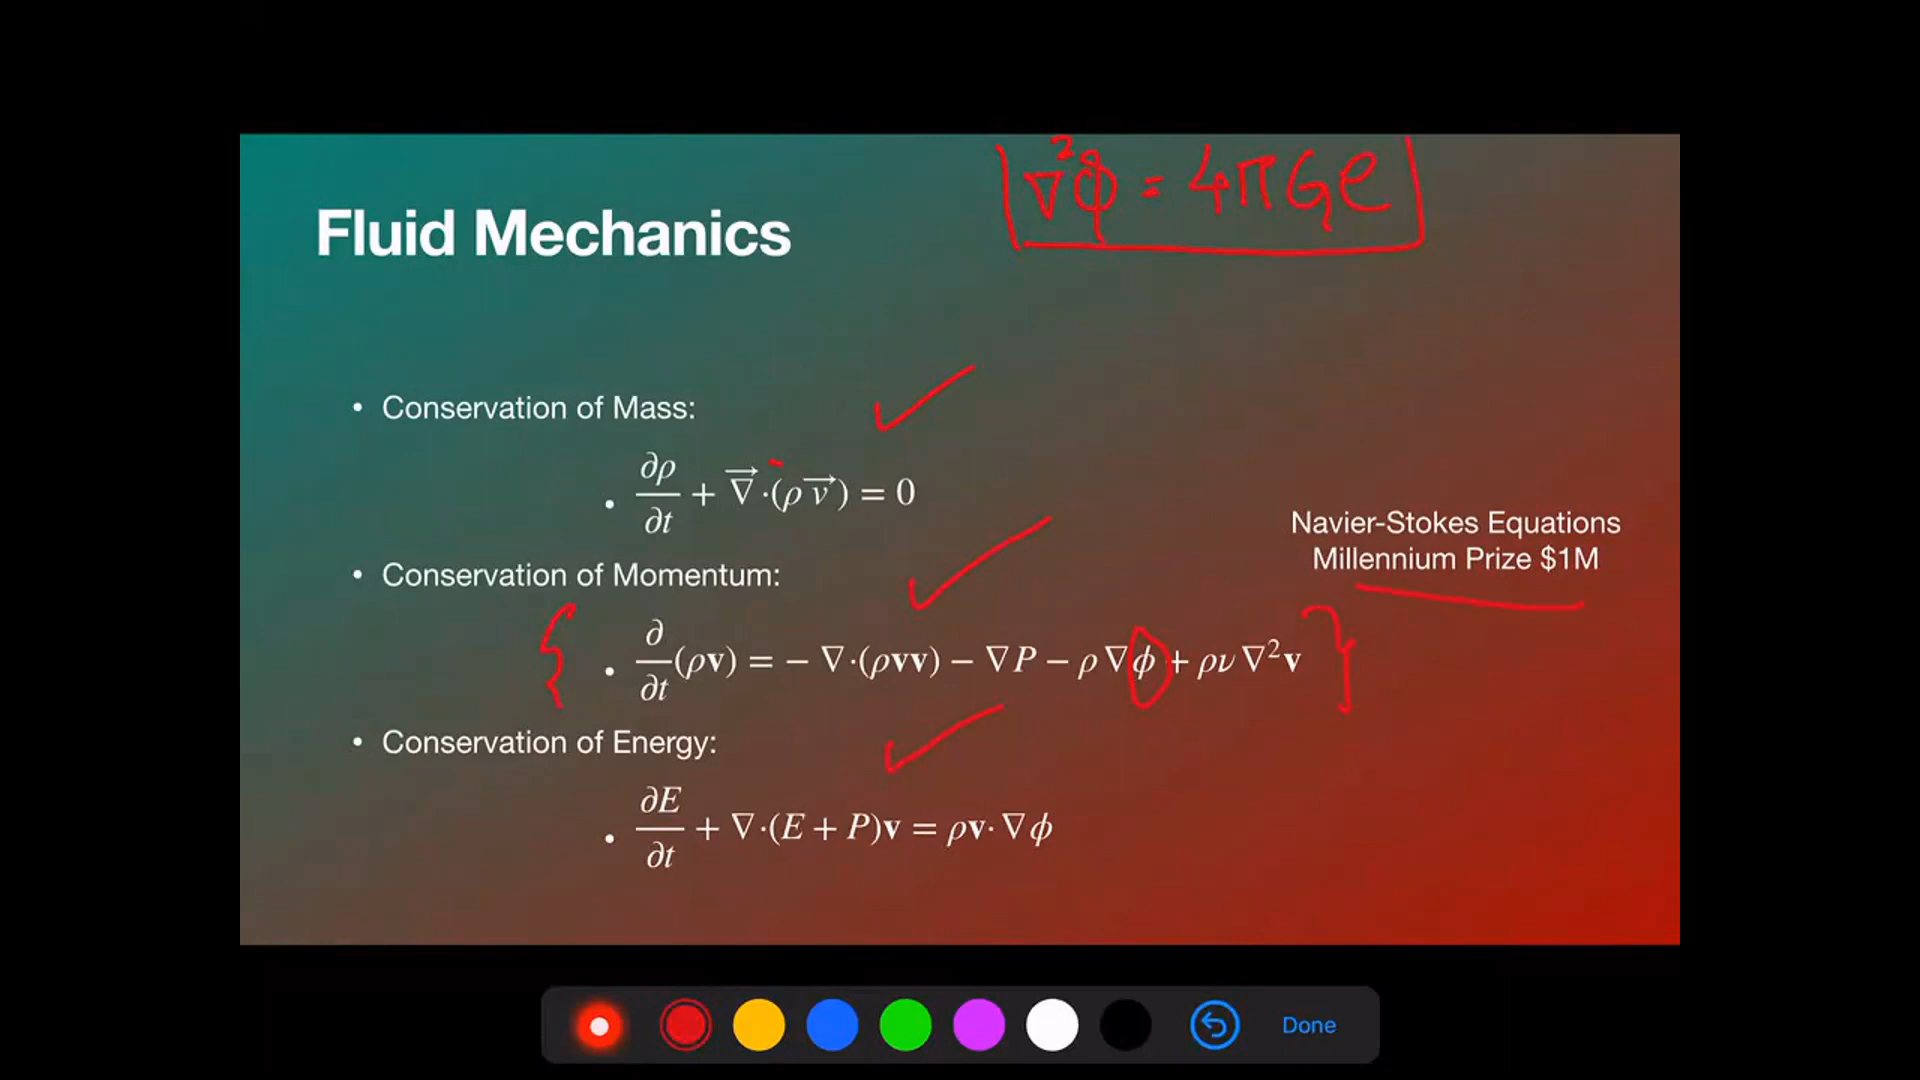 ∇²ϕ = 4πGρ
Fluid Mechanics
• Conservation of Mass:
• ∂ρ/∂t + ∇⃗ ·(ρv⃗) = 0
Navier-Stokes Equations
Millennium Prize $1M
• Conservation of Momentum:
• ∂/∂t(ρv) = − ∇·(ρvv) − ∇P − ρ∇ϕ + ρν∇²v
• Conservation of Energy:
• ∂E/∂t + ∇·(E + P)v = ρv·∇ϕ
Done